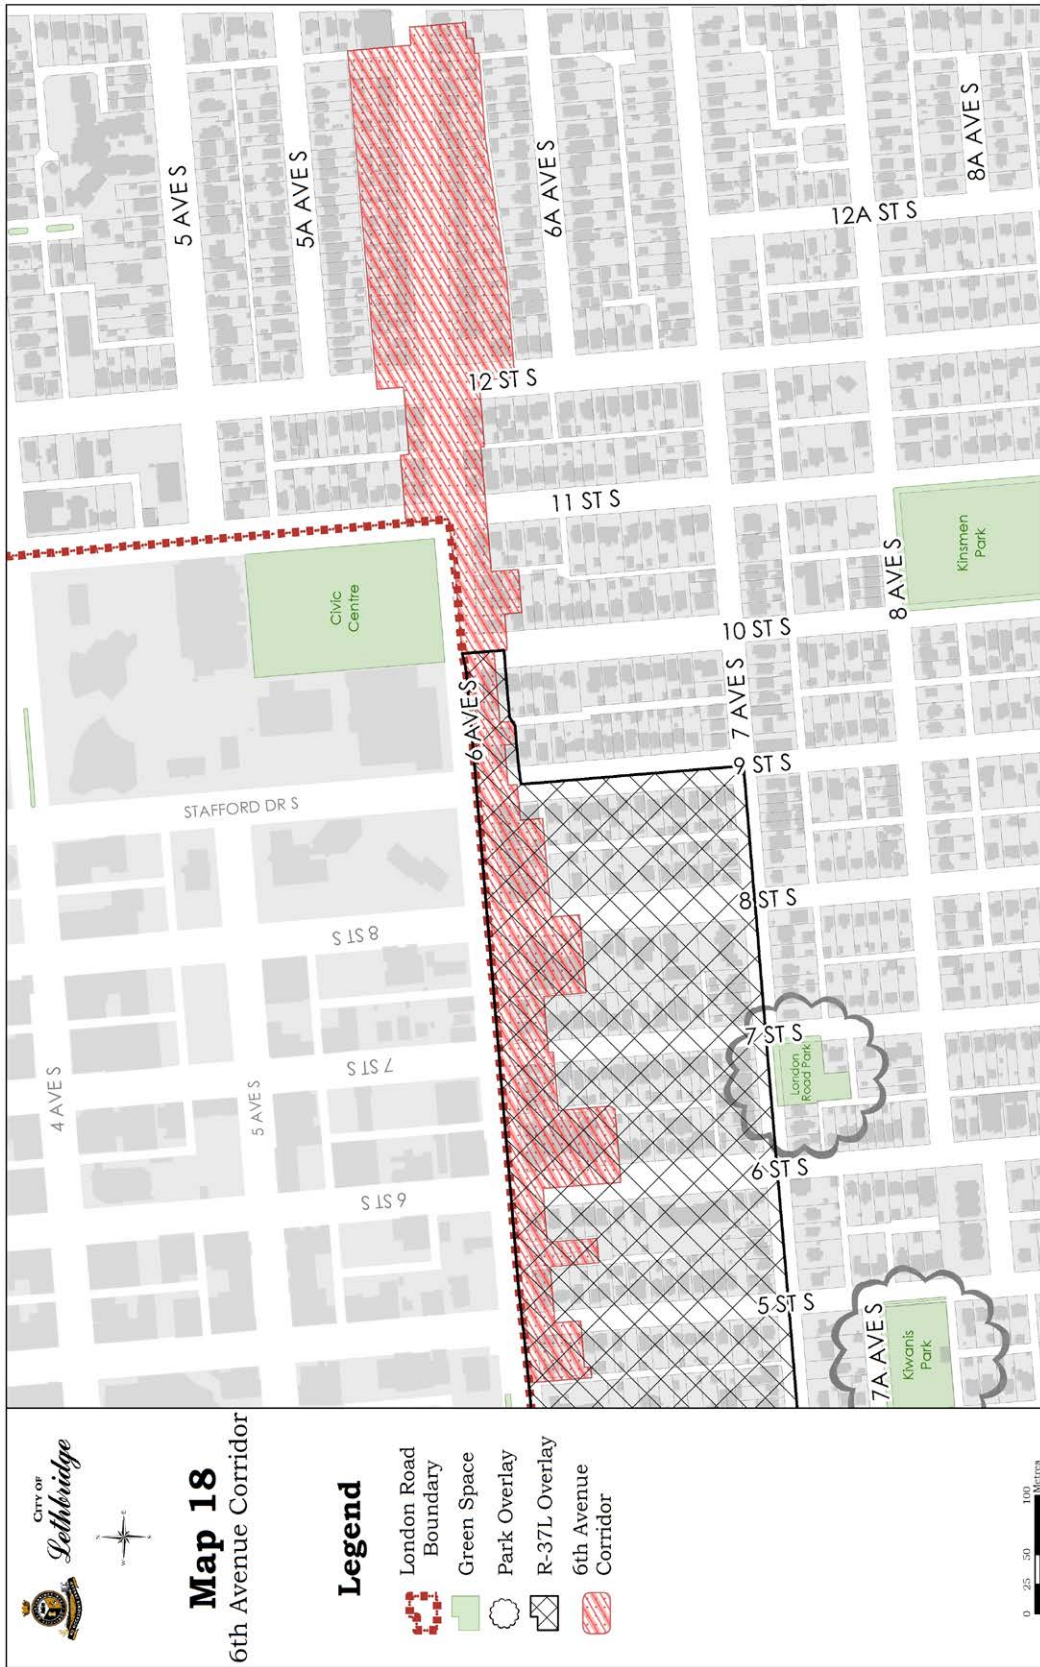 CITY OF
Lethbridge
N
W
E
S
Map 18
6th Avenue Corridor
Legend
London Road
Boundary
Green Space
Park Overlay
R-37L Overlay
6th Avenue
Corridor
0 25 50 100
Metres
4 AVE S
5 AVE S
6 ST S
7 ST S
8 ST S
STAFFORD DR S
Civic
Centre
5 AVE S
5A AVE S
6 AVE S
12 ST S
6A AVE S
11 ST S
10 ST S
7 AVE S
9 ST S
8 ST S
7 ST S
London
Road Park
6 ST S
5 ST S
7A AVE S
Kiwanis
Park
8 AVE S
Kinsmen
Park
12A ST S
8A AVE S